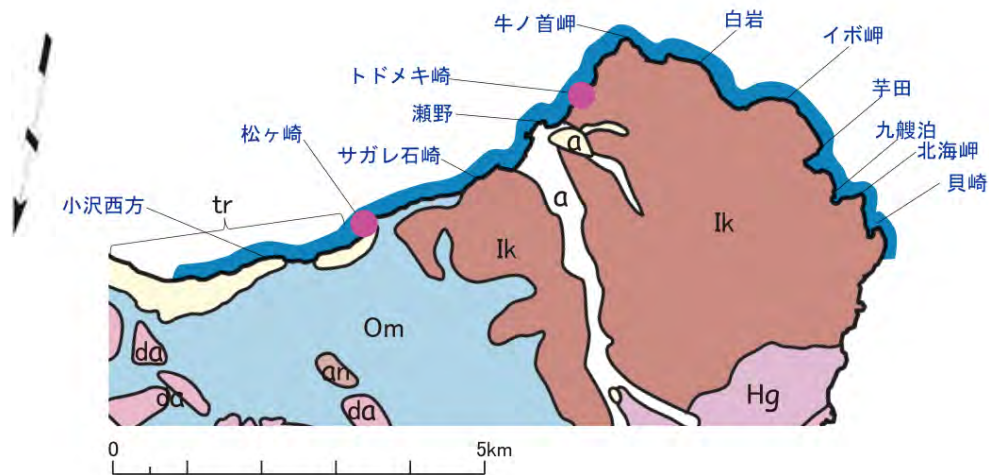 牛ノ首岬
白岩
イボ岬
トドメキ崎
芋田
瀬野
九艘泊
松ヶ崎
北海岬
サガレ石崎
貝崎
小沢西方
tr
a
a
Ik
Ik
Om
da
an
da
da
Hg
0
5km